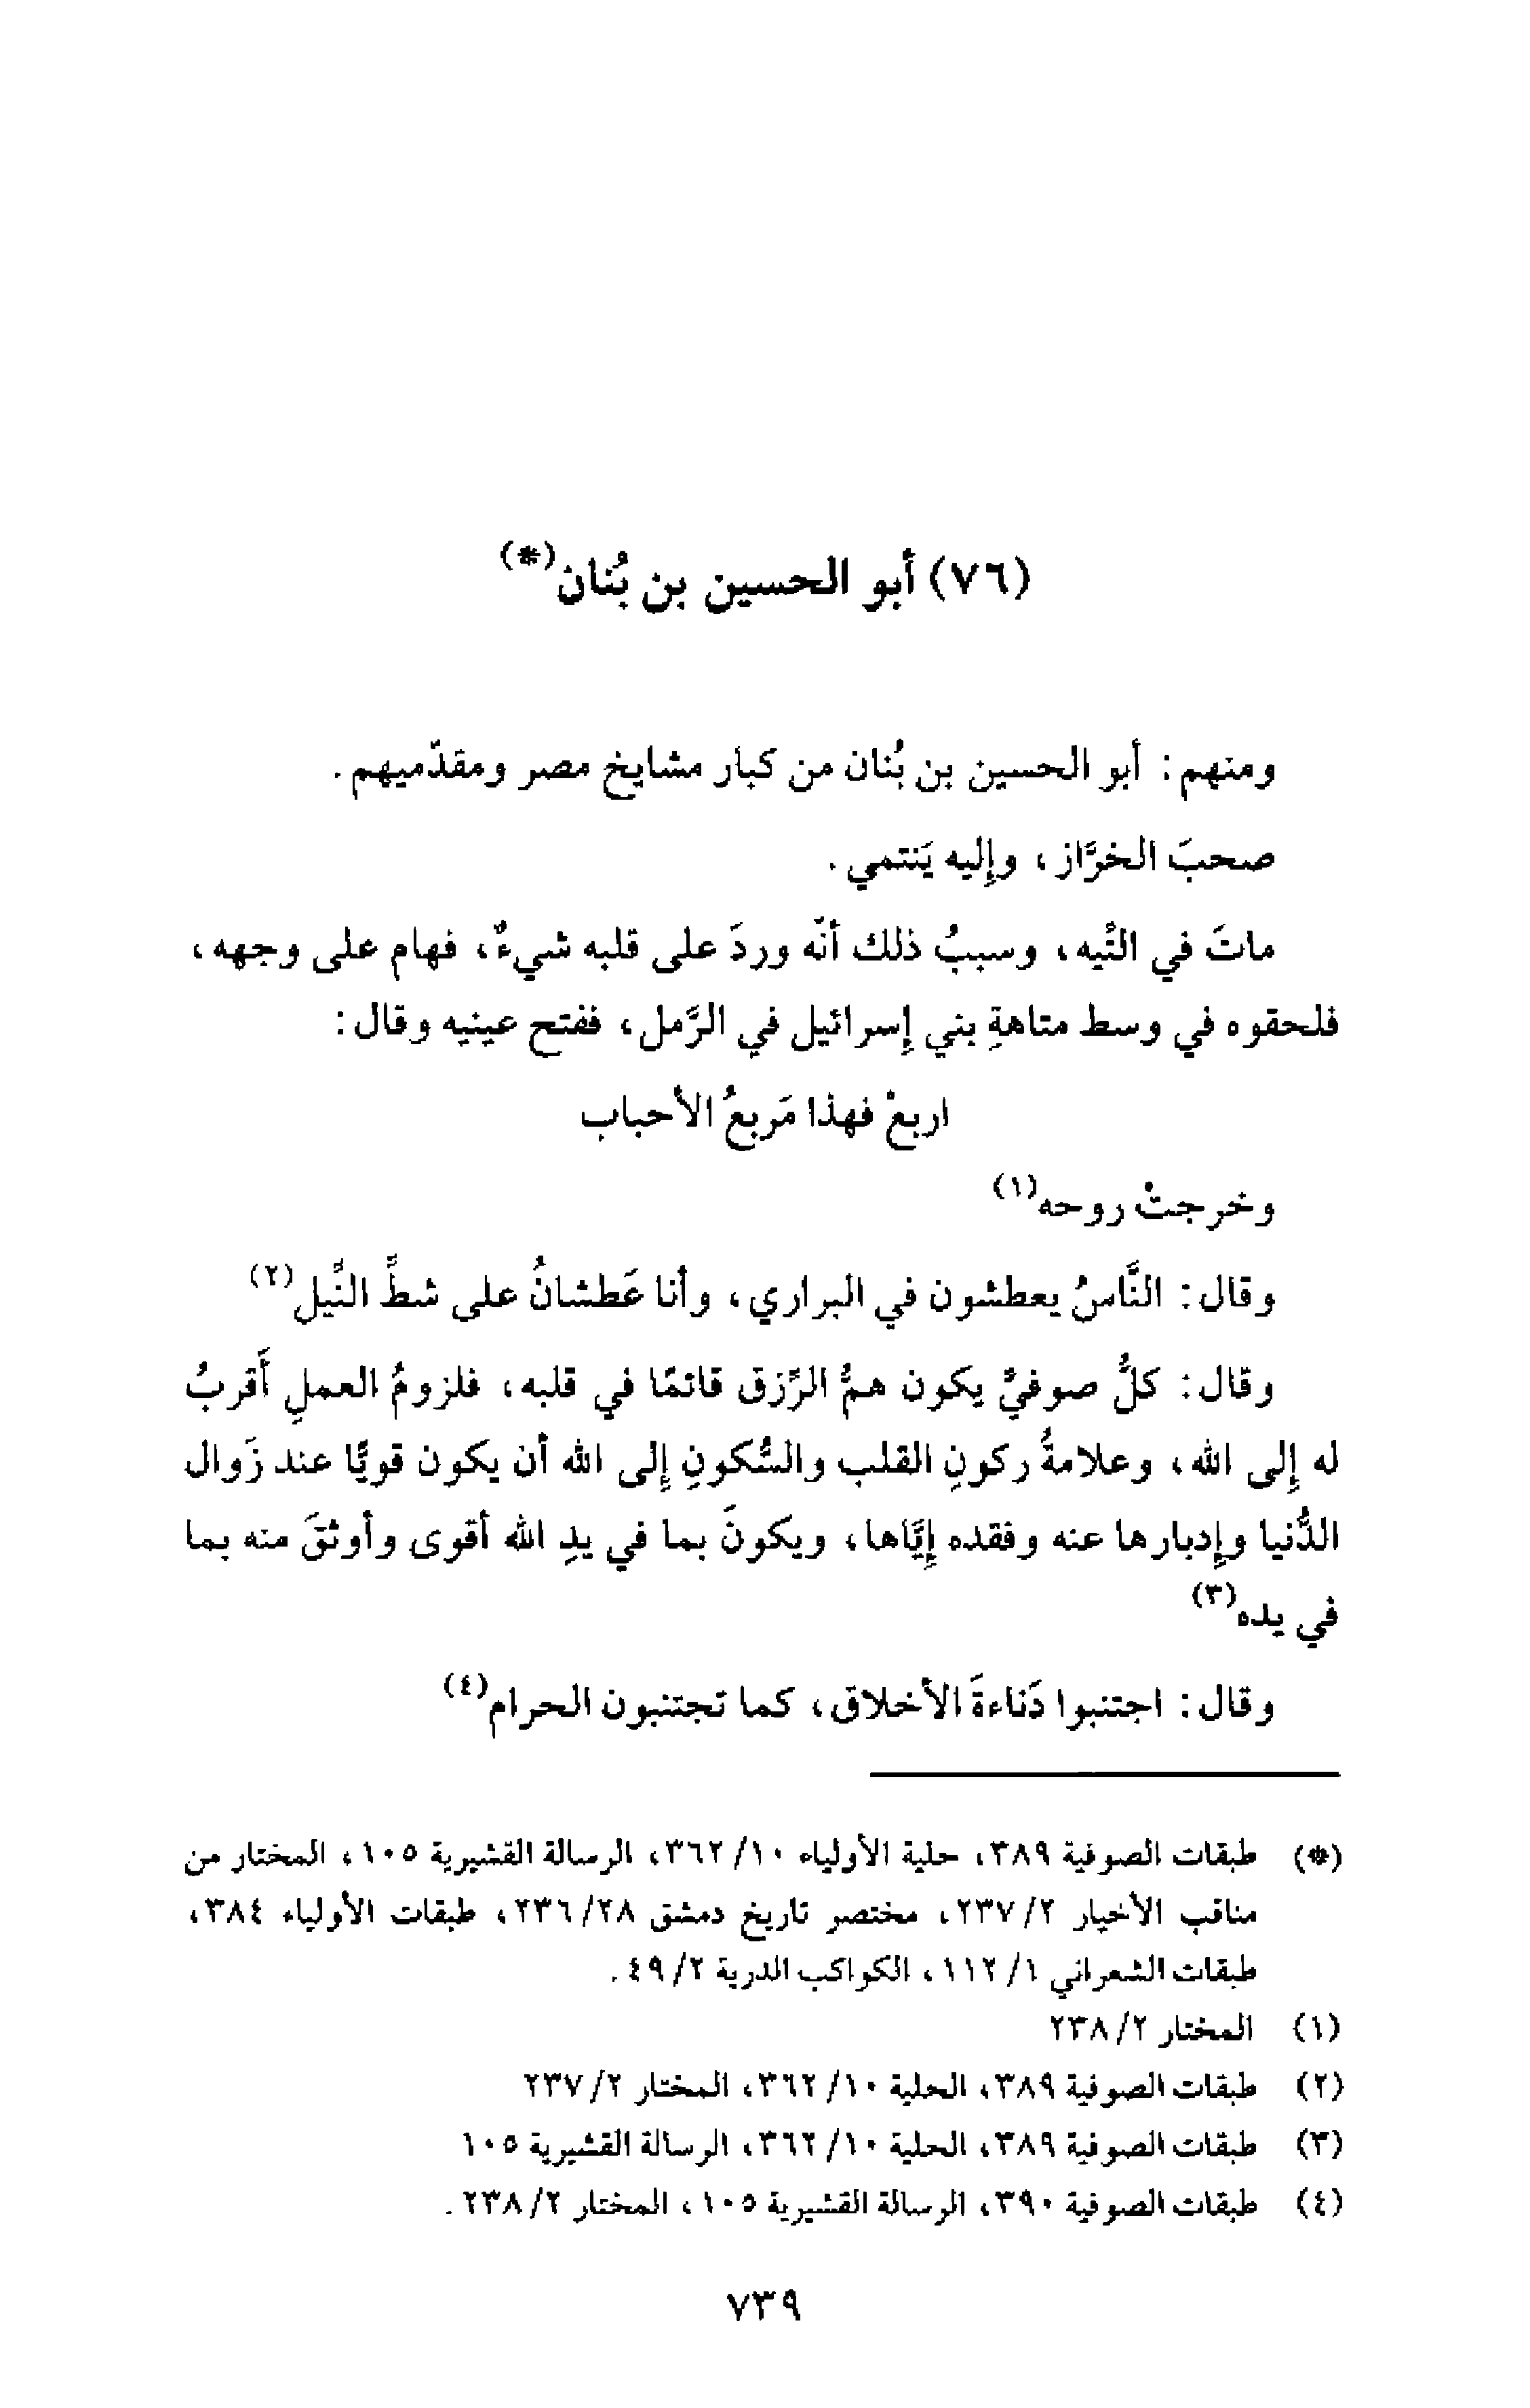 (٧٦) أبو الحسين بن بُنان(*)
ومنهم: أبو الحسين بن بُنان من كبار مشايخ مصر ومقدّميهم.
صحبَ الخرَّاز، وإليه يَنتمي.
ماتَ في التِّيه، وسببُ ذلك أنّه وردَ على قلبه شيءٌ، فهام على وجهه،
فلحقوه في وسط متاهةِ بني إسرائيل في الرَّمل، ففتح عينيه وقال:
اربعْ فهذا مَربعُ الأحباب
وخرجتْ روحه(١)
وقال: النَّاسُ يعطشون في البراري، وأنا عَطشانُ على شطِّ النِّيل(٢)
وقال: كلُّ صوفيٍّ يكون همُّ الرِّزق قائمًا في قلبه، فلزومُ العملِ أَقربُ
له إلى الله، وعلامةُ ركونِ القلب والسُّكونِ إلى الله أن يكون قويًّا عند زَوال
الدُّنيا وإدبارها عنه وفقده إيَّاها، ويكونَ بما في يدِ الله أقوى وأوثقَ منه بما
في يده(٣)
وقال: اجتنبوا دَناءةَ الأخلاق، كما تجتنبون الحرام(٤)
(*) طبقات الصوفية ٣٨٩، حلية الأولياء ١٠/ ٣٦٢، الرسالة القشيرية ١٠٥، المختار من
مناقب الأخيار ٢/ ٢٣٧، مختصر تاريخ دمشق ٢٨/ ٢٣٦، طبقات الأولياء ٣٨٤،
طبقات الشعراني ١/ ١١٢، الكواكب الدرية ٢/ ٤٩.
(١) المختار ٢/ ٢٣٨
(٢) طبقات الصوفية ٣٨٩، الحلية ١٠/ ٣٦٢، المختار ٢/ ٢٣٧
(٣) طبقات الصوفية ٣٨٩، الحلية ١٠/ ٣٦٢، الرسالة القشيرية ١٠٥
(٤) طبقات الصوفية ٣٩٠، الرسالة القشيرية ١٠٥، المختار ٢/ ٢٣٨.
٧٣٩